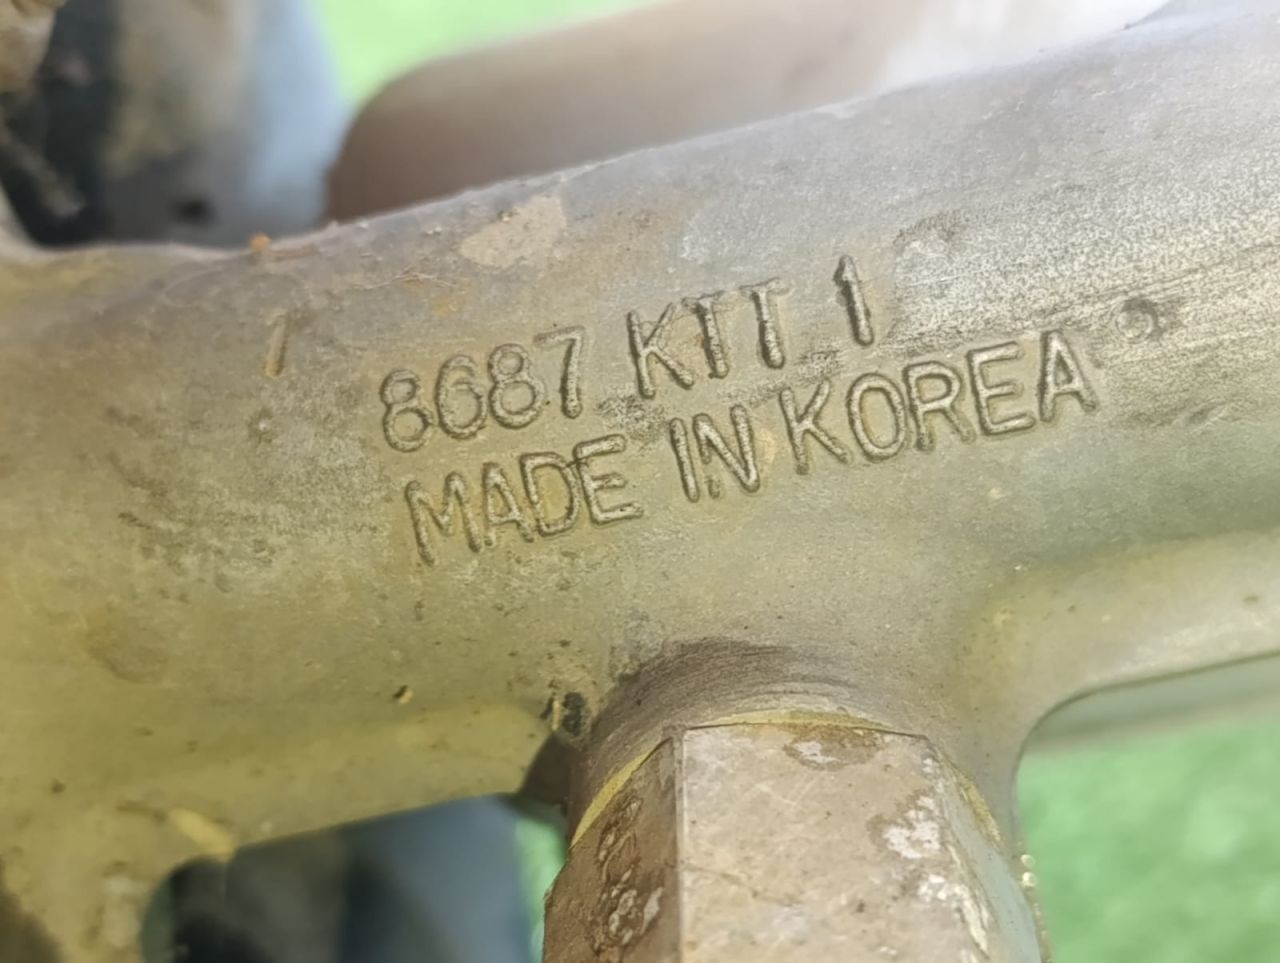 8687 KTT 1
MADE IN KOREA